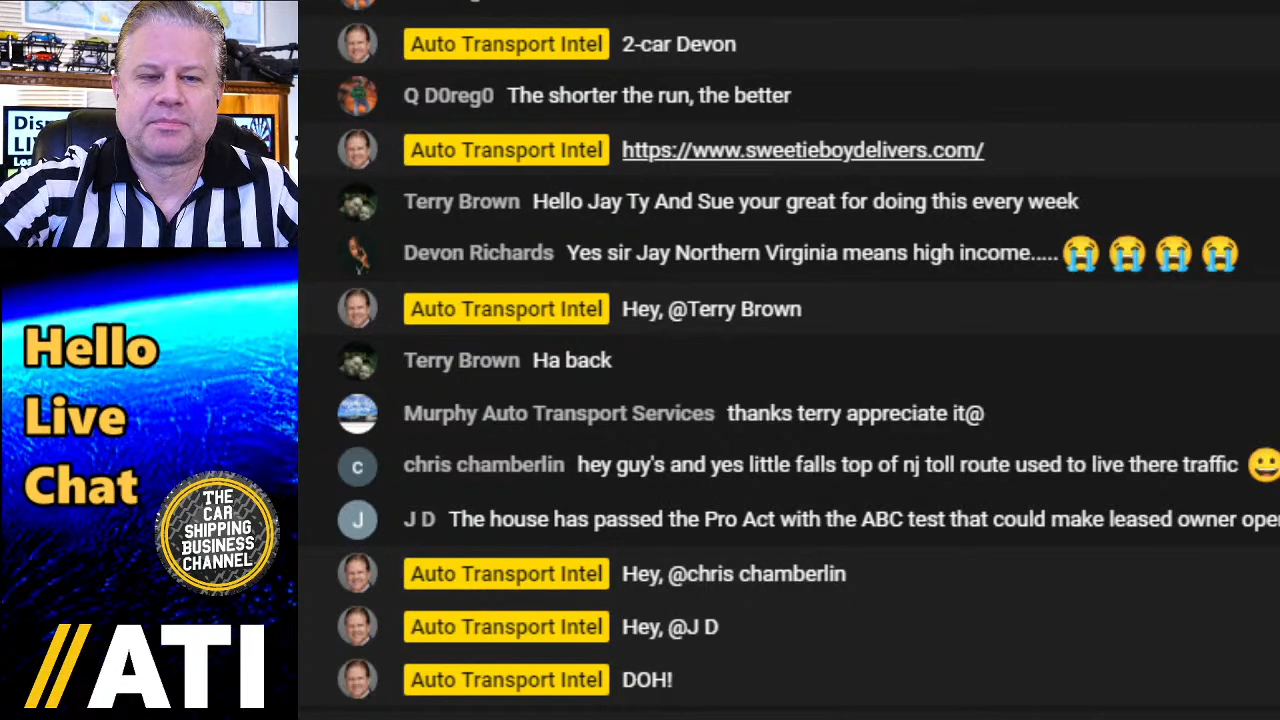 Dis
LIV
Loa
Hello
Live
Chat
THE
CAR
SHIPPING
BUSINESS
CHANNEL
//ATI
Auto Transport Intel 2-car Devon
Q D0reg0 The shorter the run, the better
Auto Transport Intel https://www.sweetieboydelivers.com/
Terry Brown Hello Jay Ty And Sue your great for doing this every week
Devon Richards Yes sir Jay Northern Virginia means high income..... 😭😭😭😭
Auto Transport Intel Hey, @Terry Brown
Terry Brown Ha back
Murphy Auto Transport Services thanks terry appreciate it@
c chris chamberlin hey guy's and yes little falls top of nj toll route used to live there traffic 😀
J J D The house has passed the Pro Act with the ABC test that could make leased owner oper
Auto Transport Intel Hey, @chris chamberlin
Auto Transport Intel Hey, @J D
Auto Transport Intel DOH!